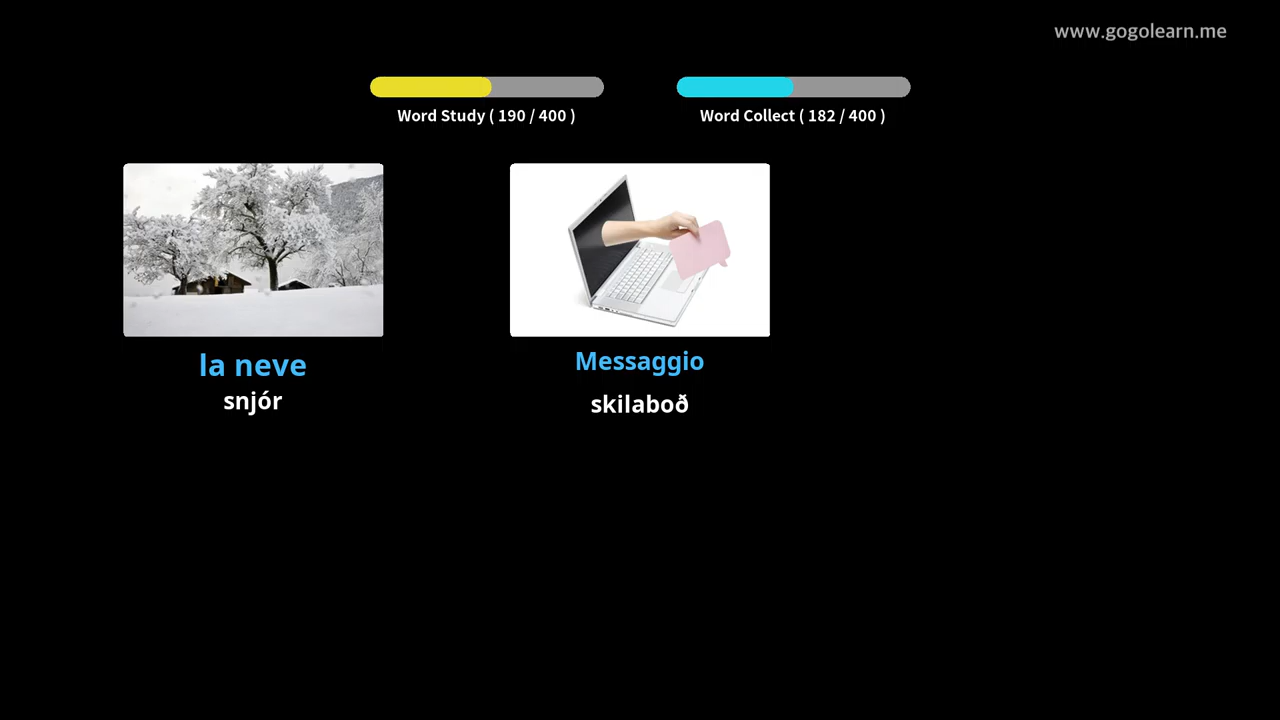 www.gogolearn.me
Word Study ( 190 / 400 )
Word Collect ( 182 / 400 )
la neve
snjór
Messaggio
skilaboð